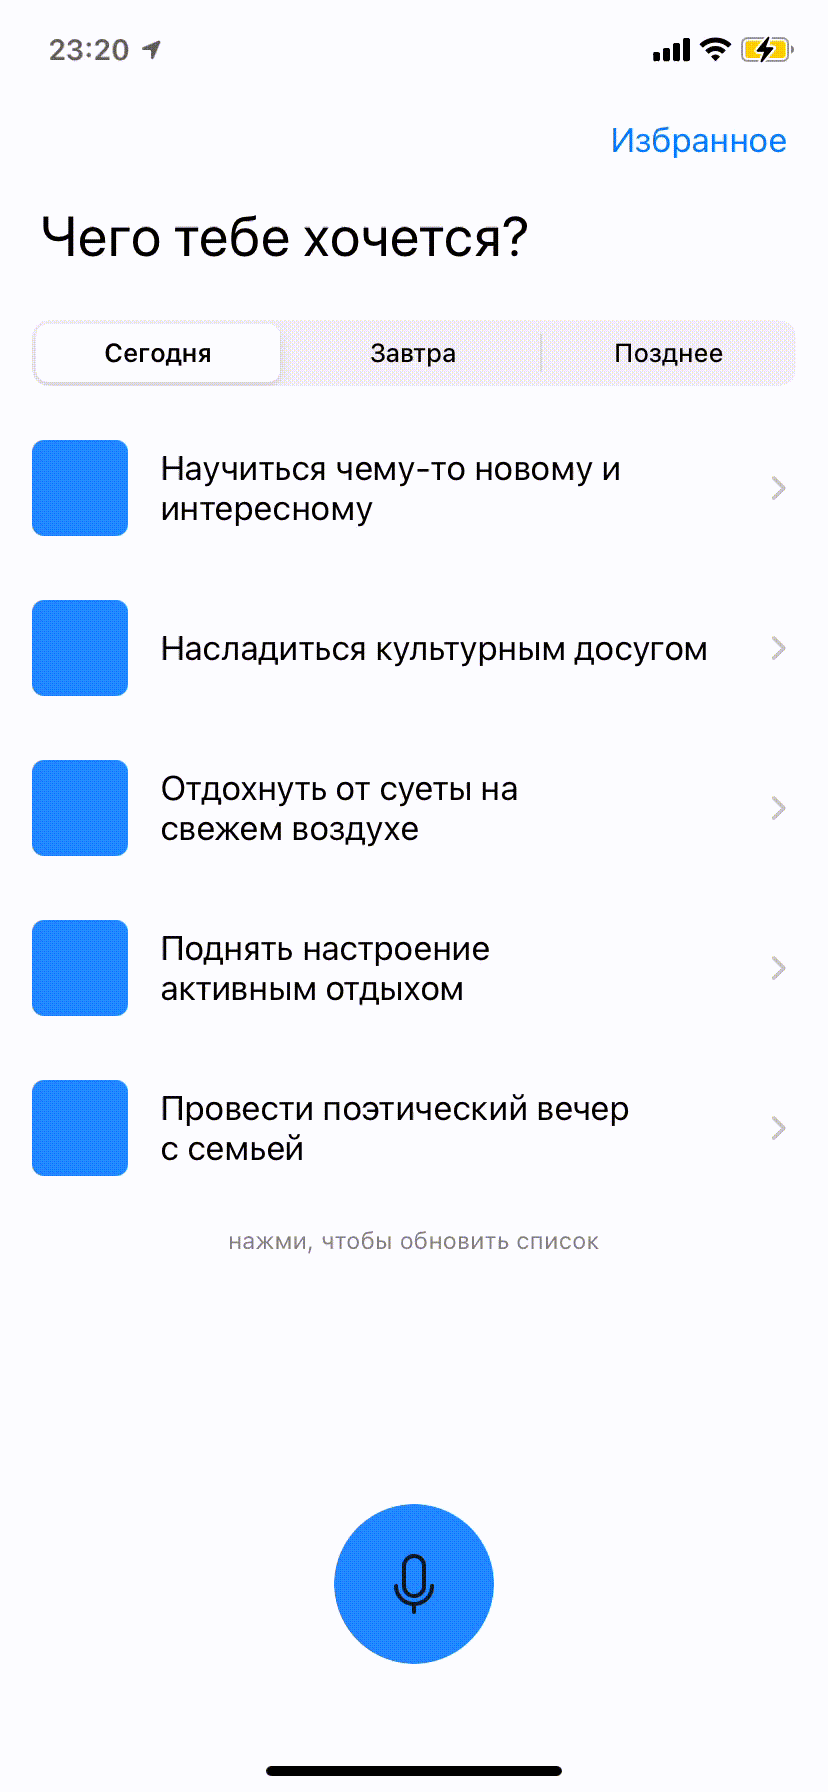 23:20
Избранное
Чего тебе хочется?
Сегодня
Завтра
Позднее
Научиться чему-то новому и
интересному
Насладиться культурным досугом
Отдохнуть от суеты на
свежем воздухе
Поднять настроение
активным отдыхом
Провести поэтический вечер
с семьей
нажми, чтобы обновить список